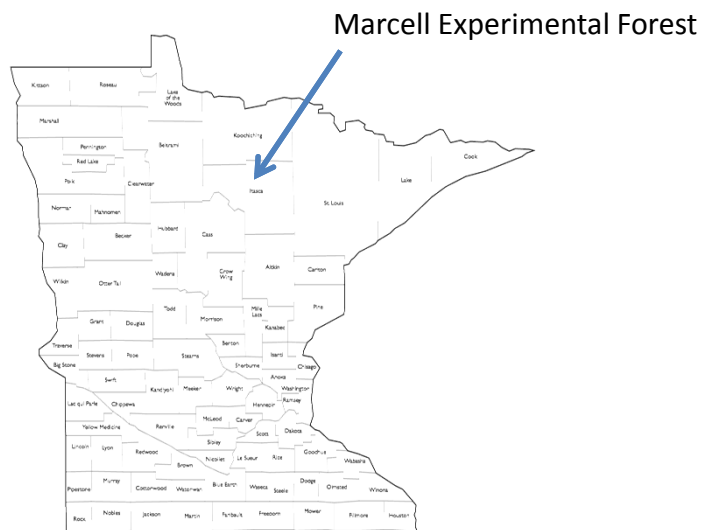 Marcell Experimental Forest
Kittson
Roseau
Lake
of the
Woods
Marshall
Koochiching
Beltrami
Pennington
Red Lake
Cook
Polk
Clearwater
Itasca
Lake
St. Louis
Norman
Mahnomen
Hubbard
Cass
Becker
Clay
Aitkin
Carlton
Wadena
Crow
Wing
Wilkin
Otter Tail
Todd
Mille
Lacs
Pine
Morrison
Grant
Douglas
Kanabec
Traverse
Benton
Stevens
Pope
Stearns
Isanti
Big Stone
Sherburne
Chisago
Anoka
Swift
Kandiyohi
Meeker
Wright
Washington
Ramsey
Hennepin
Lac qui Parle
Chippewa
McLeod
Carver
Yellow Medicine
Renville
Scott
Dakota
Sibley
Lincoln
Lyon
Redwood
Nicollet
Le Sueur
Rice
Goodhue
Wabasha
Brown
Pipestone
Murray
Cottonwood
Watonwan
Blue Earth
Waseca
Steele
Dodge
Olmsted
Winona
Rock
Nobles
Jackson
Martin
Faribault
Freeborn
Mower
Fillmore
Houston